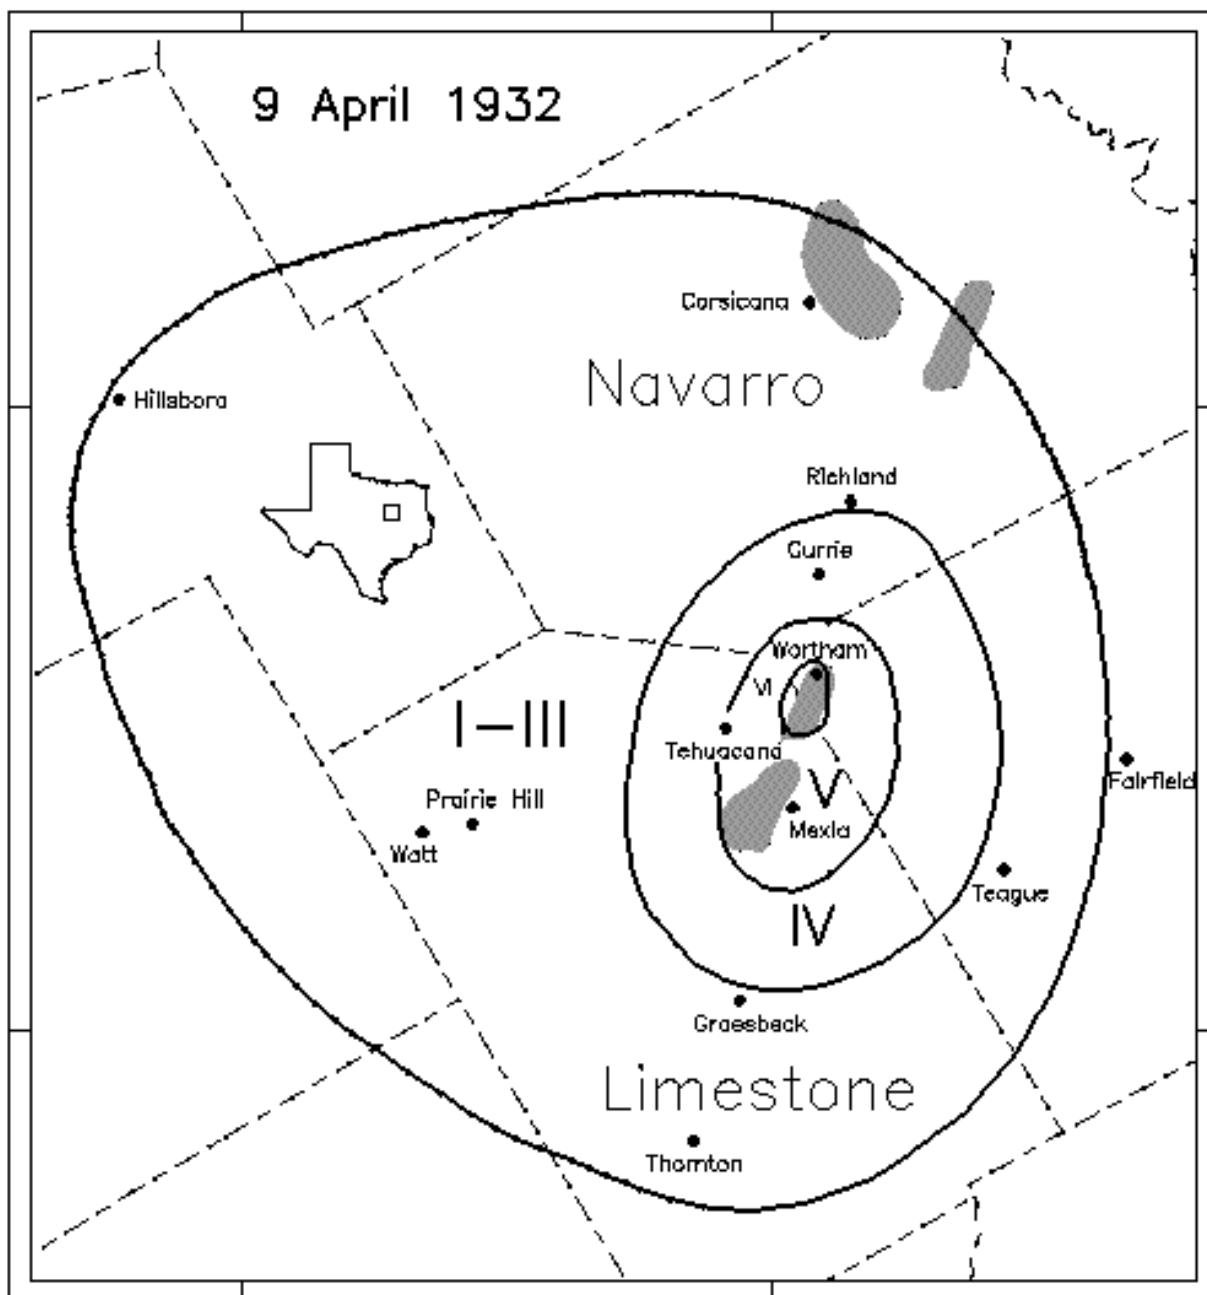 9 April 1932
Corsicana
Navarro
Hillsboro
Richland
Currie
Wortham
VI
I-III
Tehuacana
Fairfield
Prairie Hill
V
Mexia
Watt
Teague
IV
Groesbeck
Limestone
Thornton